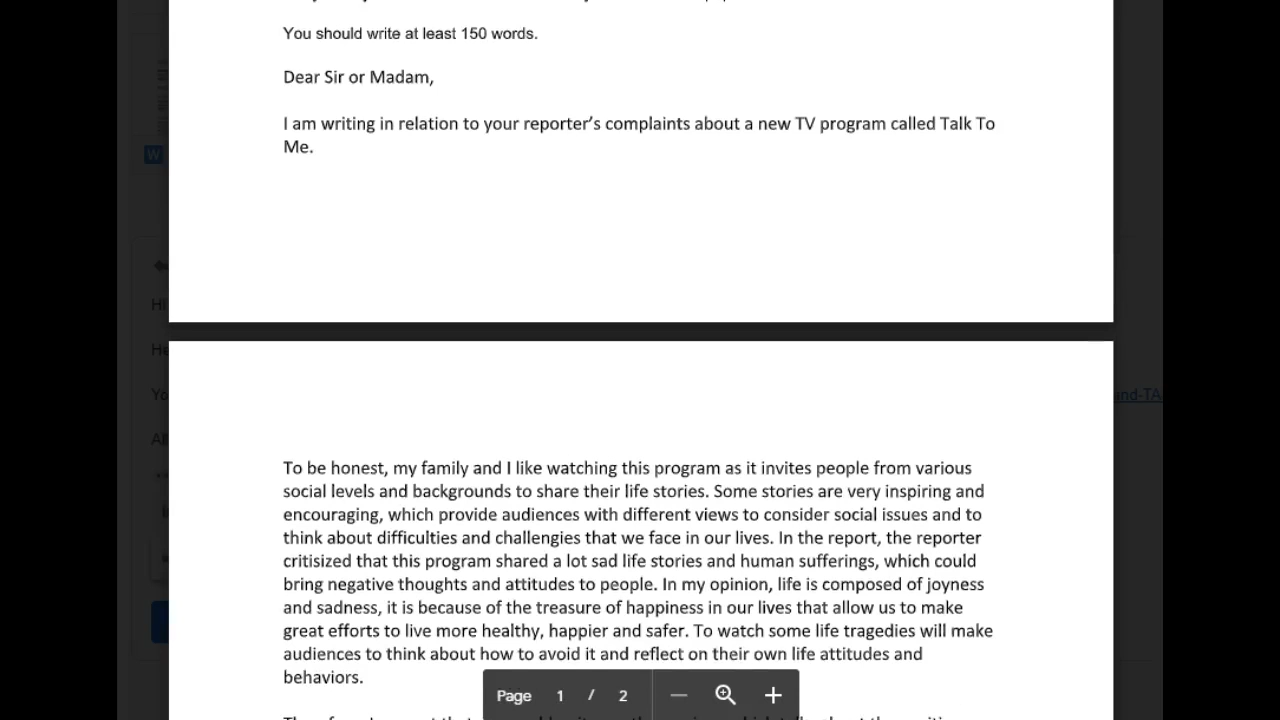 You should write at least 150 words.
Dear Sir or Madam,
I am writing in relation to your reporter’s complaints about a new TV program called Talk To
Me.
W
Hi
He
Yo
nd-TA
Al
To be honest, my family and I like watching this program as it invites people from various
social levels and backgrounds to share their life stories. Some stories are very inspiring and
encouraging, which provide audiences with different views to consider social issues and to
think about difficulties and challengies that we face in our lives. In the report, the reporter
critisized that this program shared a lot sad life stories and human sufferings, which could
bring negative thoughts and attitudes to people. In my opinion, life is composed of joyness
and sadness, it is because of the treasure of happiness in our lives that allow us to make
great efforts to live more healthy, happier and safer. To watch some life tragedies will make
audiences to think about how to avoid it and reflect on their own life attitudes and
behaviors.
Page 1 / 2